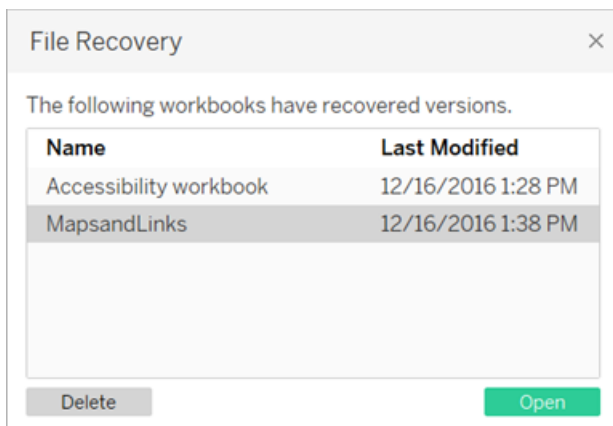 File Recovery
The following workbooks have recovered versions.
Name Last Modified
Accessibility workbook 12/16/2016 1:28 PM
MapsandLinks 12/16/2016 1:38 PM
Delete Open